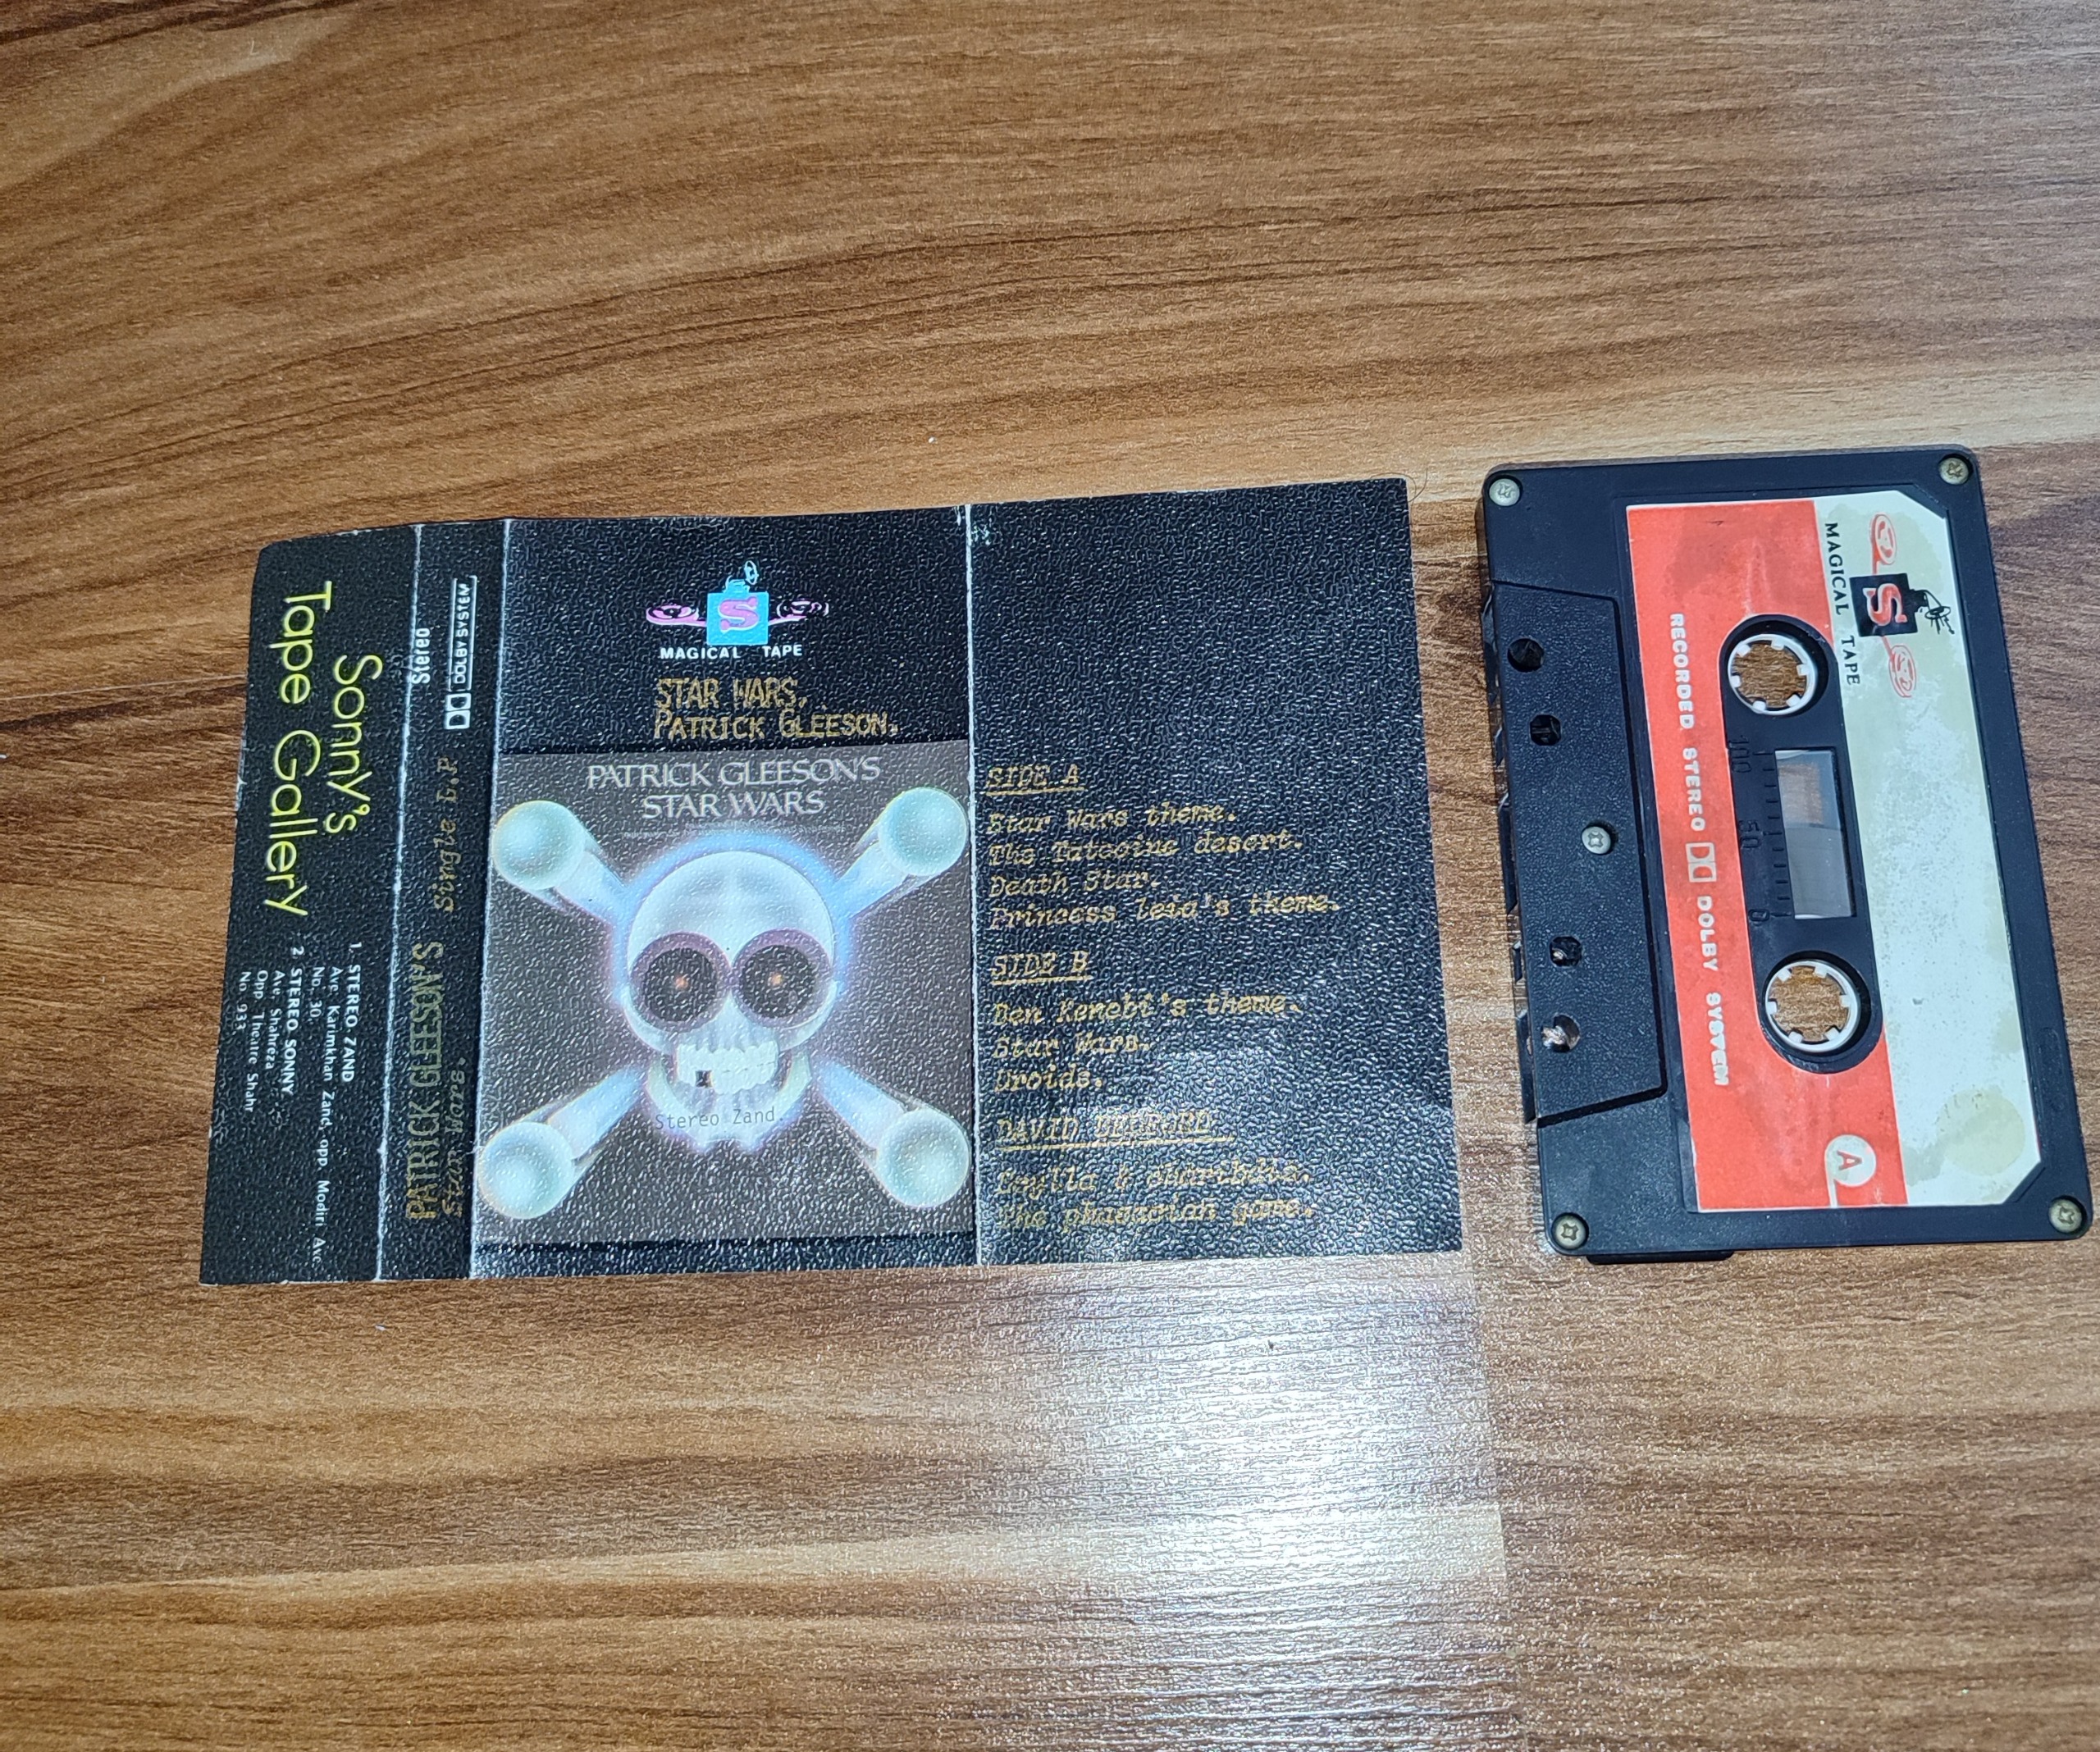 Sonny's
Tape Gallery
1. STEREO ZAND
Ave. Karimkhan Zand, opp. Modiri Ave.
No. 30.
2 STEREO SONNY
Ave. Shahreza
Opp. Theatre Shahr
No. 933
Stereo
DOLBY SYSTEM
PATRICK GLEESON'S Single L.P
Star Wars.
S
MAGICAL TAPE
STAR WARS,
PATRICK GLEESON.
PATRICK GLEESON'S
STAR WARS
Stereo Zand.
SIDE A
Star Wars theme.
The Tatooine desert.
Death Star.
Princess leia's theme.
SIDE B
Star Wars.
Droids.
DAVID
The game.
S
MAGICAL TAPE
RECORDED STEREO DOLBY SYSTEM
100 50 0
A